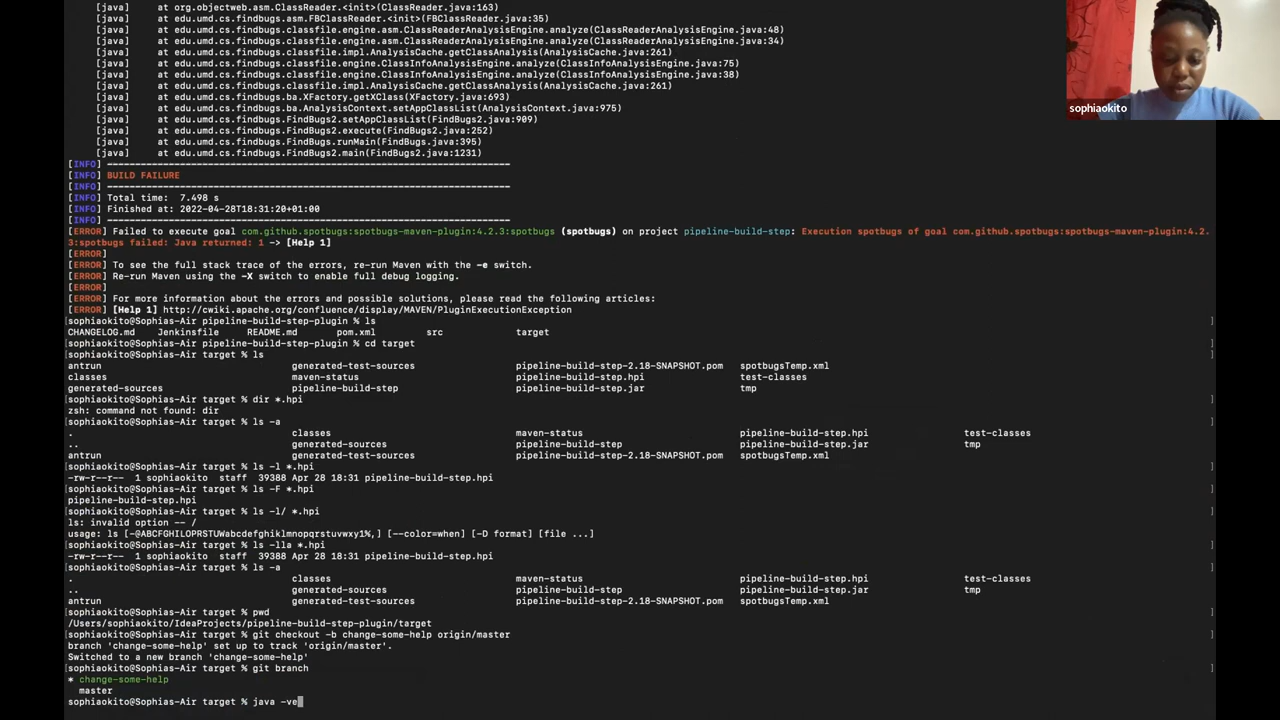 [java]     at org.objectweb.asm.ClassReader.<init>(ClassReader.java:163)
[java]     at edu.umd.cs.findbugs.asm.FBClassReader.<init>(FBClassReader.java:35)
[java]     at edu.umd.cs.findbugs.classfile.engine.asm.ClassReaderAnalysisEngine.analyze(ClassReaderAnalysisEngine.java:48)
[java]     at edu.umd.cs.findbugs.classfile.engine.asm.ClassReaderAnalysisEngine.analyze(ClassReaderAnalysisEngine.java:34)
[java]     at edu.umd.cs.findbugs.classfile.impl.AnalysisCache.getClassAnalysis(AnalysisCache.java:261)
[java]     at edu.umd.cs.findbugs.classfile.engine.ClassInfoAnalysisEngine.analyze(ClassInfoAnalysisEngine.java:75)
[java]     at edu.umd.cs.findbugs.classfile.engine.ClassInfoAnalysisEngine.analyze(ClassInfoAnalysisEngine.java:38)
[java]     at edu.umd.cs.findbugs.classfile.impl.AnalysisCache.getClassAnalysis(AnalysisCache.java:261)
[java]     at edu.umd.cs.findbugs.ba.XFactory.getXClass(XFactory.java:693)
[java]     at edu.umd.cs.findbugs.ba.AnalysisContext.setAppClassList(AnalysisContext.java:975)
[java]     at edu.umd.cs.findbugs.FindBugs2.setAppClassList(FindBugs2.java:909)
[java]     at edu.umd.cs.findbugs.FindBugs2.execute(FindBugs2.java:252)
[java]     at edu.umd.cs.findbugs.FindBugs.runMain(FindBugs.java:395)
[java]     at edu.umd.cs.findbugs.FindBugs2.main(FindBugs2.java:1231)
[INFO] ------------------------------------------------------------------------
[INFO] BUILD FAILURE
[INFO] ------------------------------------------------------------------------
[INFO] Total time:  7.498 s
[INFO] Finished at: 2022-04-28T18:31:20+01:00
[INFO] ------------------------------------------------------------------------
[ERROR] Failed to execute goal com.github.spotbugs:spotbugs-maven-plugin:4.2.3:spotbugs (spotbugs) on project pipeline-build-step: Execution spotbugs of goal com.github.spotbugs:spotbugs-maven-plugin:4.2.
3:spotbugs failed: Java returned: 1 -> [Help 1]
[ERROR]
[ERROR] To see the full stack trace of the errors, re-run Maven with the -e switch.
[ERROR] Re-run Maven using the -X switch to enable full debug logging.
[ERROR]
[ERROR] For more information about the errors and possible solutions, please read the following articles:
[ERROR] [Help 1] http://cwiki.apache.org/confluence/display/MAVEN/PluginExecutionException
[sophiaokito@Sophias-Air pipeline-build-step-plugin % ls ]
CHANGELOG.md    Jenkinsfile     README.md       pom.xml         src             target
[sophiaokito@Sophias-Air pipeline-build-step-plugin % cd target ]
[sophiaokito@Sophias-Air target % ls ]
antrun    generated-test-sources    pipeline-build-step-2.18-SNAPSHOT.pom    spotbugsTemp.xml
classes    maven-status    pipeline-build-step.hpi    test-classes
generated-sources    pipeline-build-step    pipeline-build-step.jar    tmp
[sophiaokito@Sophias-Air target % dir *.hpi ]
zsh: command not found: dir
[sophiaokito@Sophias-Air target % ls -a ]
.    classes    maven-status    pipeline-build-step.hpi    test-classes
..    generated-sources    pipeline-build-step    pipeline-build-step.jar    tmp
antrun    generated-test-sources    pipeline-build-step-2.18-SNAPSHOT.pom    spotbugsTemp.xml
[sophiaokito@Sophias-Air target % ls -l *.hpi ]
-rw-r--r--  1 sophiaokito  staff  39388 Apr 28 18:31 pipeline-build-step.hpi
[sophiaokito@Sophias-Air target % ls -F *.hpi ]
pipeline-build-step.hpi
[sophiaokito@Sophias-Air target % ls -l/ *.hpi ]
ls: invalid option -- /
usage: ls [-@ABCFGHILOPRSTUWabcdefghiklmnopqrstuvwxy1%,] [--color=when] [-D format] [file ...]
[sophiaokito@Sophias-Air target % ls -lla *.hpi ]
-rw-r--r--  1 sophiaokito  staff  39388 Apr 28 18:31 pipeline-build-step.hpi
[sophiaokito@Sophias-Air target % ls -a ]
.    classes    maven-status    pipeline-build-step.hpi    test-classes
..    generated-sources    pipeline-build-step    pipeline-build-step.jar    tmp
antrun    generated-test-sources    pipeline-build-step-2.18-SNAPSHOT.pom    spotbugsTemp.xml
[sophiaokito@Sophias-Air target % pwd ]
/Users/sophiaokito/IdeaProjects/pipeline-build-step-plugin/target
[sophiaokito@Sophias-Air target % git checkout -b change-some-help origin/master ]
branch 'change-some-help' set up to track 'origin/master'.
Switched to a new branch 'change-some-help'
[sophiaokito@Sophias-Air target % git branch ]
* change-some-help
  master
sophiaokito@Sophias-Air target % java -ve
sophiaokito